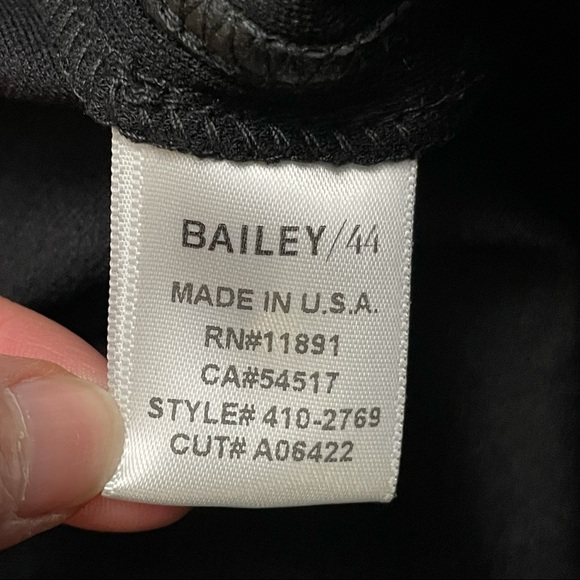 BAILEY/44
MADE IN U.S.A.
RN#11891
CA#54517
STYLE# 410-2769
CUT# A06422